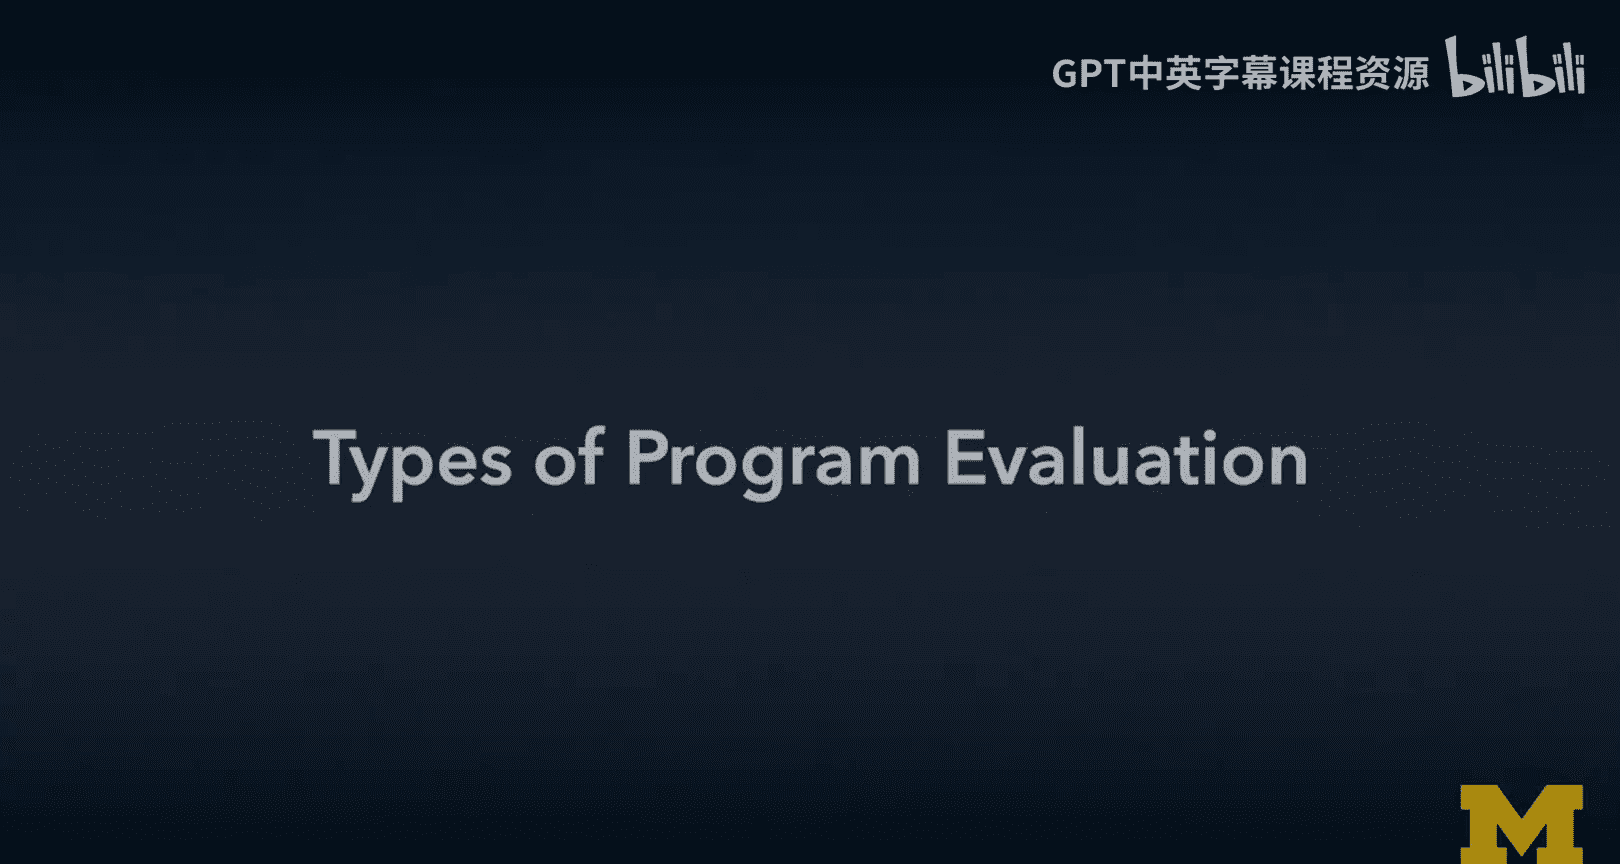 GPT中英字幕课程资源 bilibili
Types of Program Evaluation
M